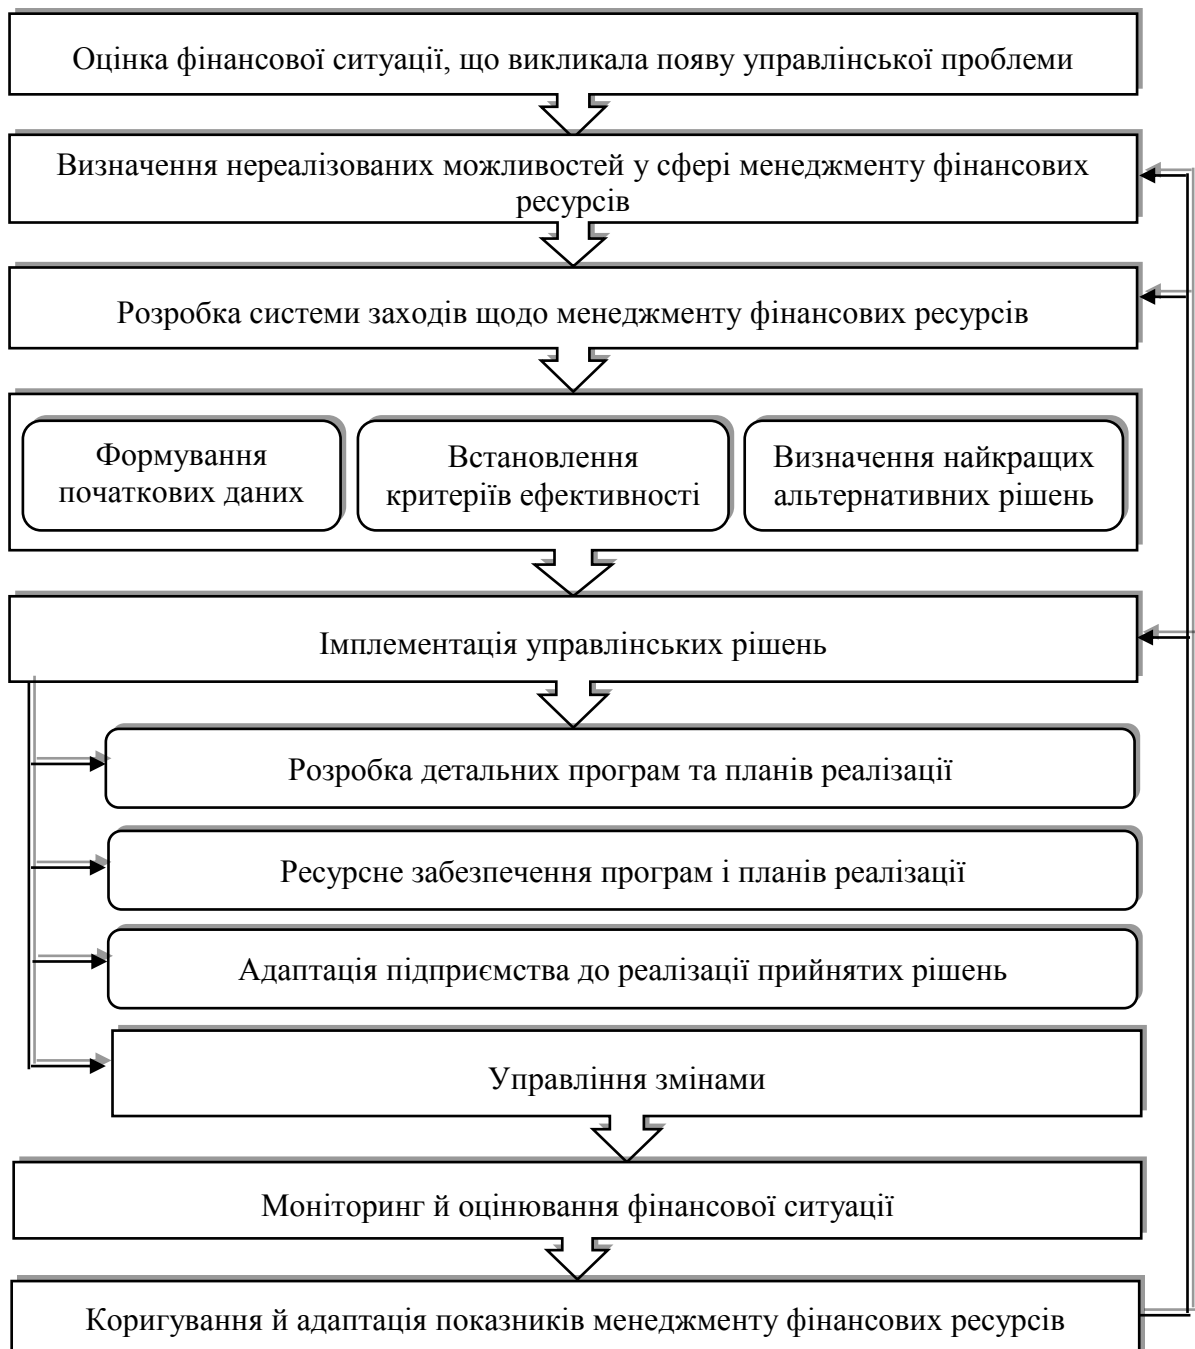 Оцінка фінансової ситуації, що викликала появу управлінської проблеми
Визначення нереалізованих можливостей у сфері менеджменту фінансових
ресурсів
Розробка системи заходів щодо менеджменту фінансових ресурсів
Формування
початкових даних
Встановлення
критеріїв ефективності
Визначення найкращих
альтернативних рішень
Імплементація управлінських рішень
Розробка детальних програм та планів реалізації
Ресурсне забезпечення програм і планів реалізації
Адаптація підприємства до реалізації прийнятих рішень
Управління змінами
Моніторинг й оцінювання фінансової ситуації
Коригування й адаптація показників менеджменту фінансових ресурсів